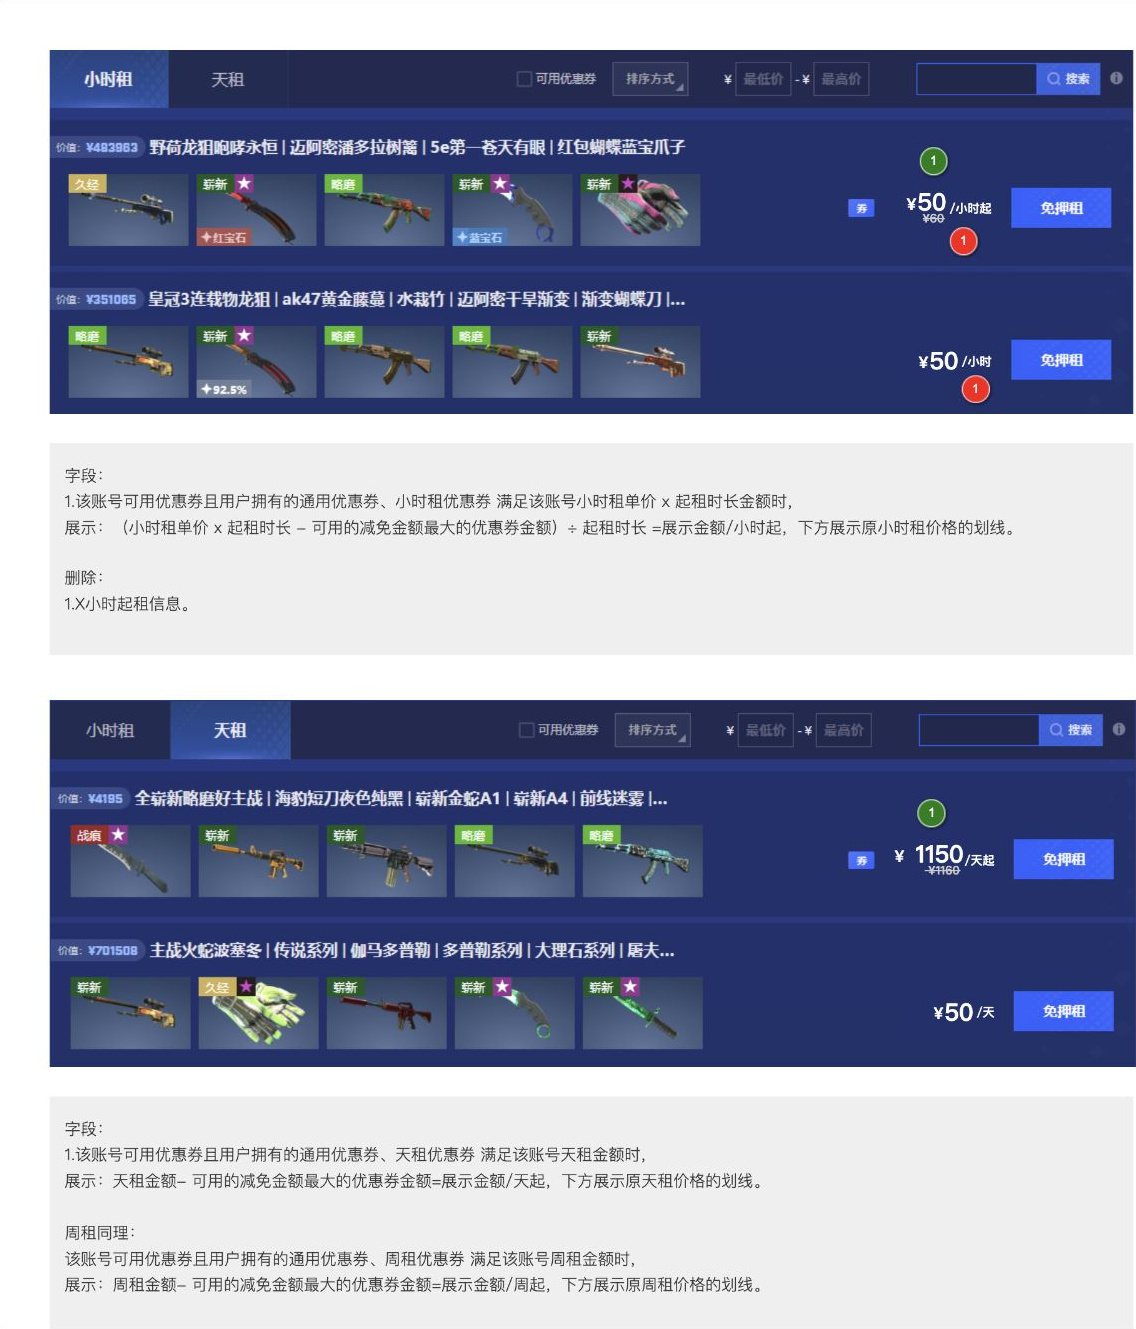 小时租 天租 可用优惠券 排序方式 ¥ 最低价 - ¥ 最高价 搜索
价值: ¥483963 野荷龙狙咆哮永恒 | 迈阿密潘多拉树篱 | 5e第一苍天有眼 | 红包蝴蝶蓝宝爪子
1
久经 崭新 略磨 崭新 崭新
券 ¥50 /小时起 免押租
¥60
红宝石 蓝宝石
1
价值: ¥351065 皇冠3连载物龙狙 | ak47黄金藤蔓 | 水栽竹 | 迈阿密干旱渐变 | 渐变蝴蝶刀 |...
略磨 崭新 略磨 略磨 崭新
¥50 /小时 免押租
92.5%
1
字段：
1.该账号可用优惠券且用户拥有的通用优惠券、小时租优惠券 满足该账号小时租单价 x 起租时长金额时，
展示：（小时租单价 x 起租时长 – 可用的减免金额最大的优惠券金额）÷ 起租时长 =展示金额/小时起，下方展示原小时租价格的划线。
删除：
1.X小时起租信息。
小时租 天租 可用优惠券 排序方式 ¥ 最低价 - ¥ 最高价 搜索
价值: ¥4195 全崭新略磨好主战 | 海豹短刀夜色纯黑 | 崭新金蛇A1 | 崭新A4 | 前线迷雾 |...
1
战痕 崭新 崭新 略磨 略磨
券 ¥ 1150 /天起 免押租
¥1160
价值: ¥701508 主战火蛇波塞冬 | 传说系列 | 伽马多普勒 | 多普勒系列 | 大理石系列 | 屠夫...
崭新 久经 崭新 崭新 崭新
¥50 /天 免押租
字段：
1.该账号可用优惠券且用户拥有的通用优惠券、天租优惠券 满足该账号天租金额时，
展示：天租金额– 可用的减免金额最大的优惠券金额=展示金额/天起，下方展示原天租价格的划线。
周租同理：
该账号可用优惠券且用户拥有的通用优惠券、周租优惠券 满足该账号周租金额时，
展示：周租金额– 可用的减免金额最大的优惠券金额=展示金额/周起，下方展示原周租价格的划线。